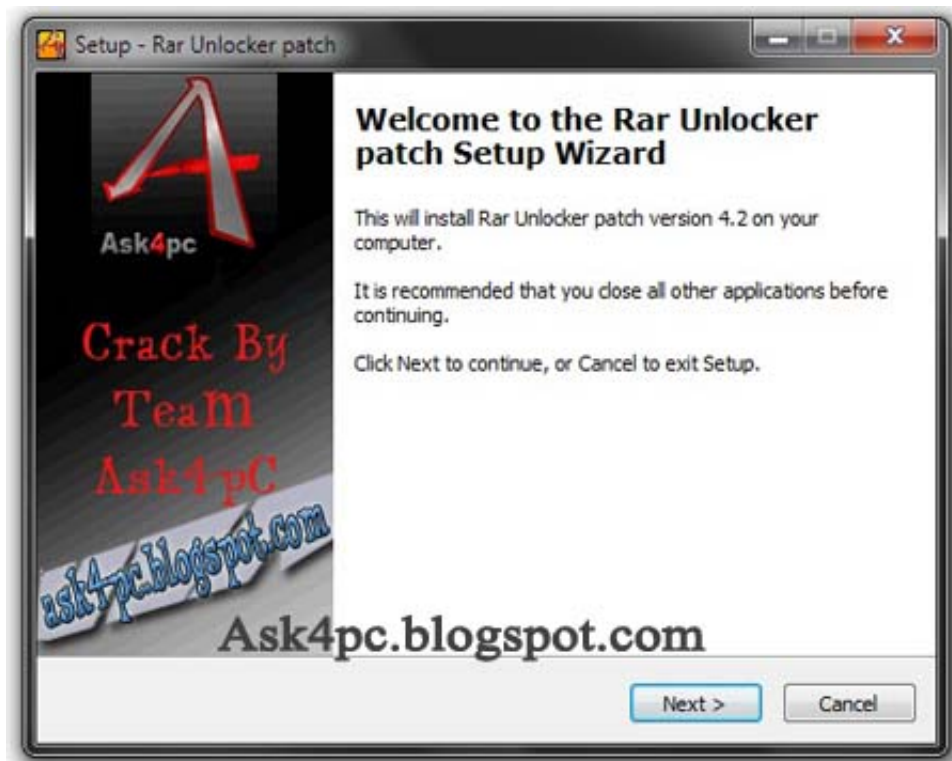 Setup - Rar Unlocker patch
Ask4pc
Crack By
Team
Ask4-pC
ask4-pc.blogspot.com
Welcome to the Rar Unlocker
patch Setup Wizard
This will install Rar Unlocker patch version 4.2 on your
computer.
It is recommended that you close all other applications before
continuing.
Click Next to continue, or Cancel to exit Setup.
Ask4pc.blogspot.com
Next >
Cancel